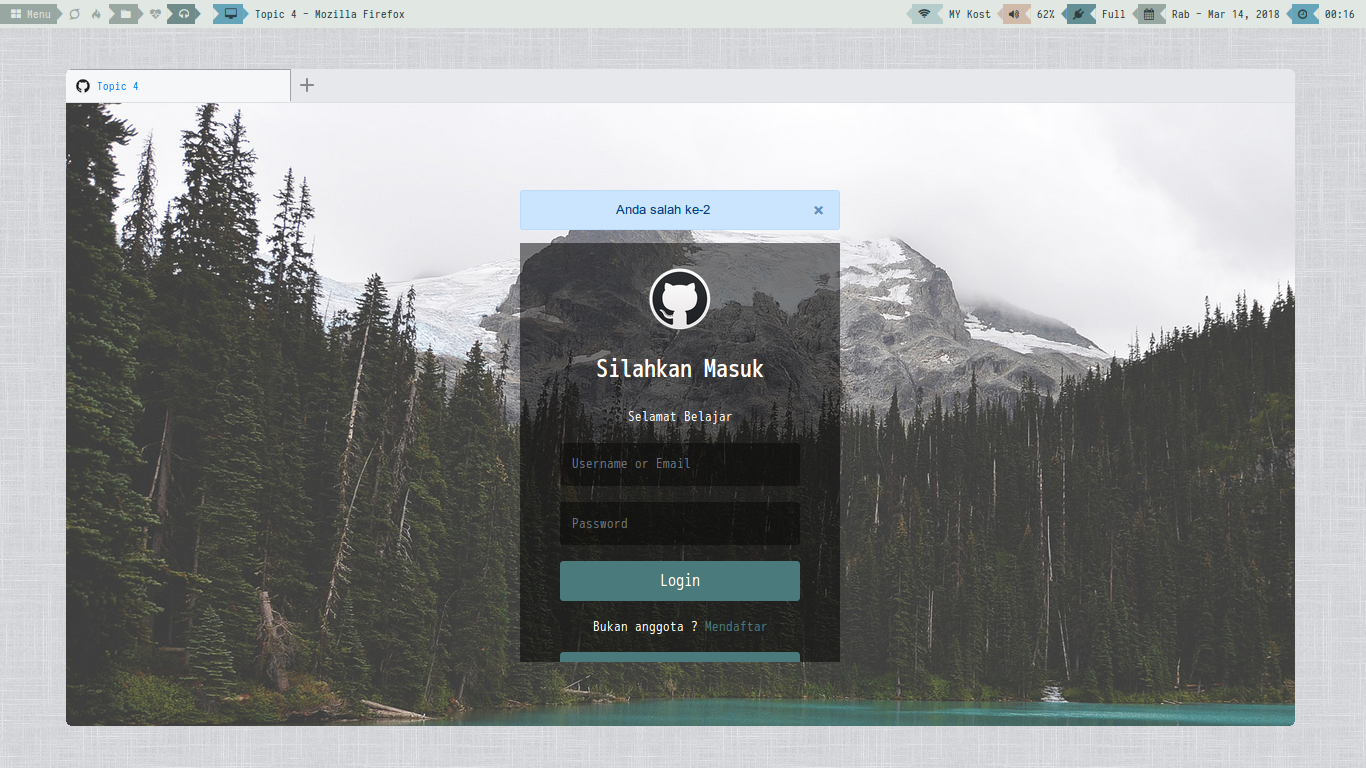 Menu
Topic 4 - Mozilla Firefox
MY Kost
62%
Full
Rab - Mar 14, 2018
00:16
Topic 4
Anda salah ke-2
Silahkan Masuk
Selamat Belajar
Username or Email
Password
Login
Bukan anggota ? Mendaftar